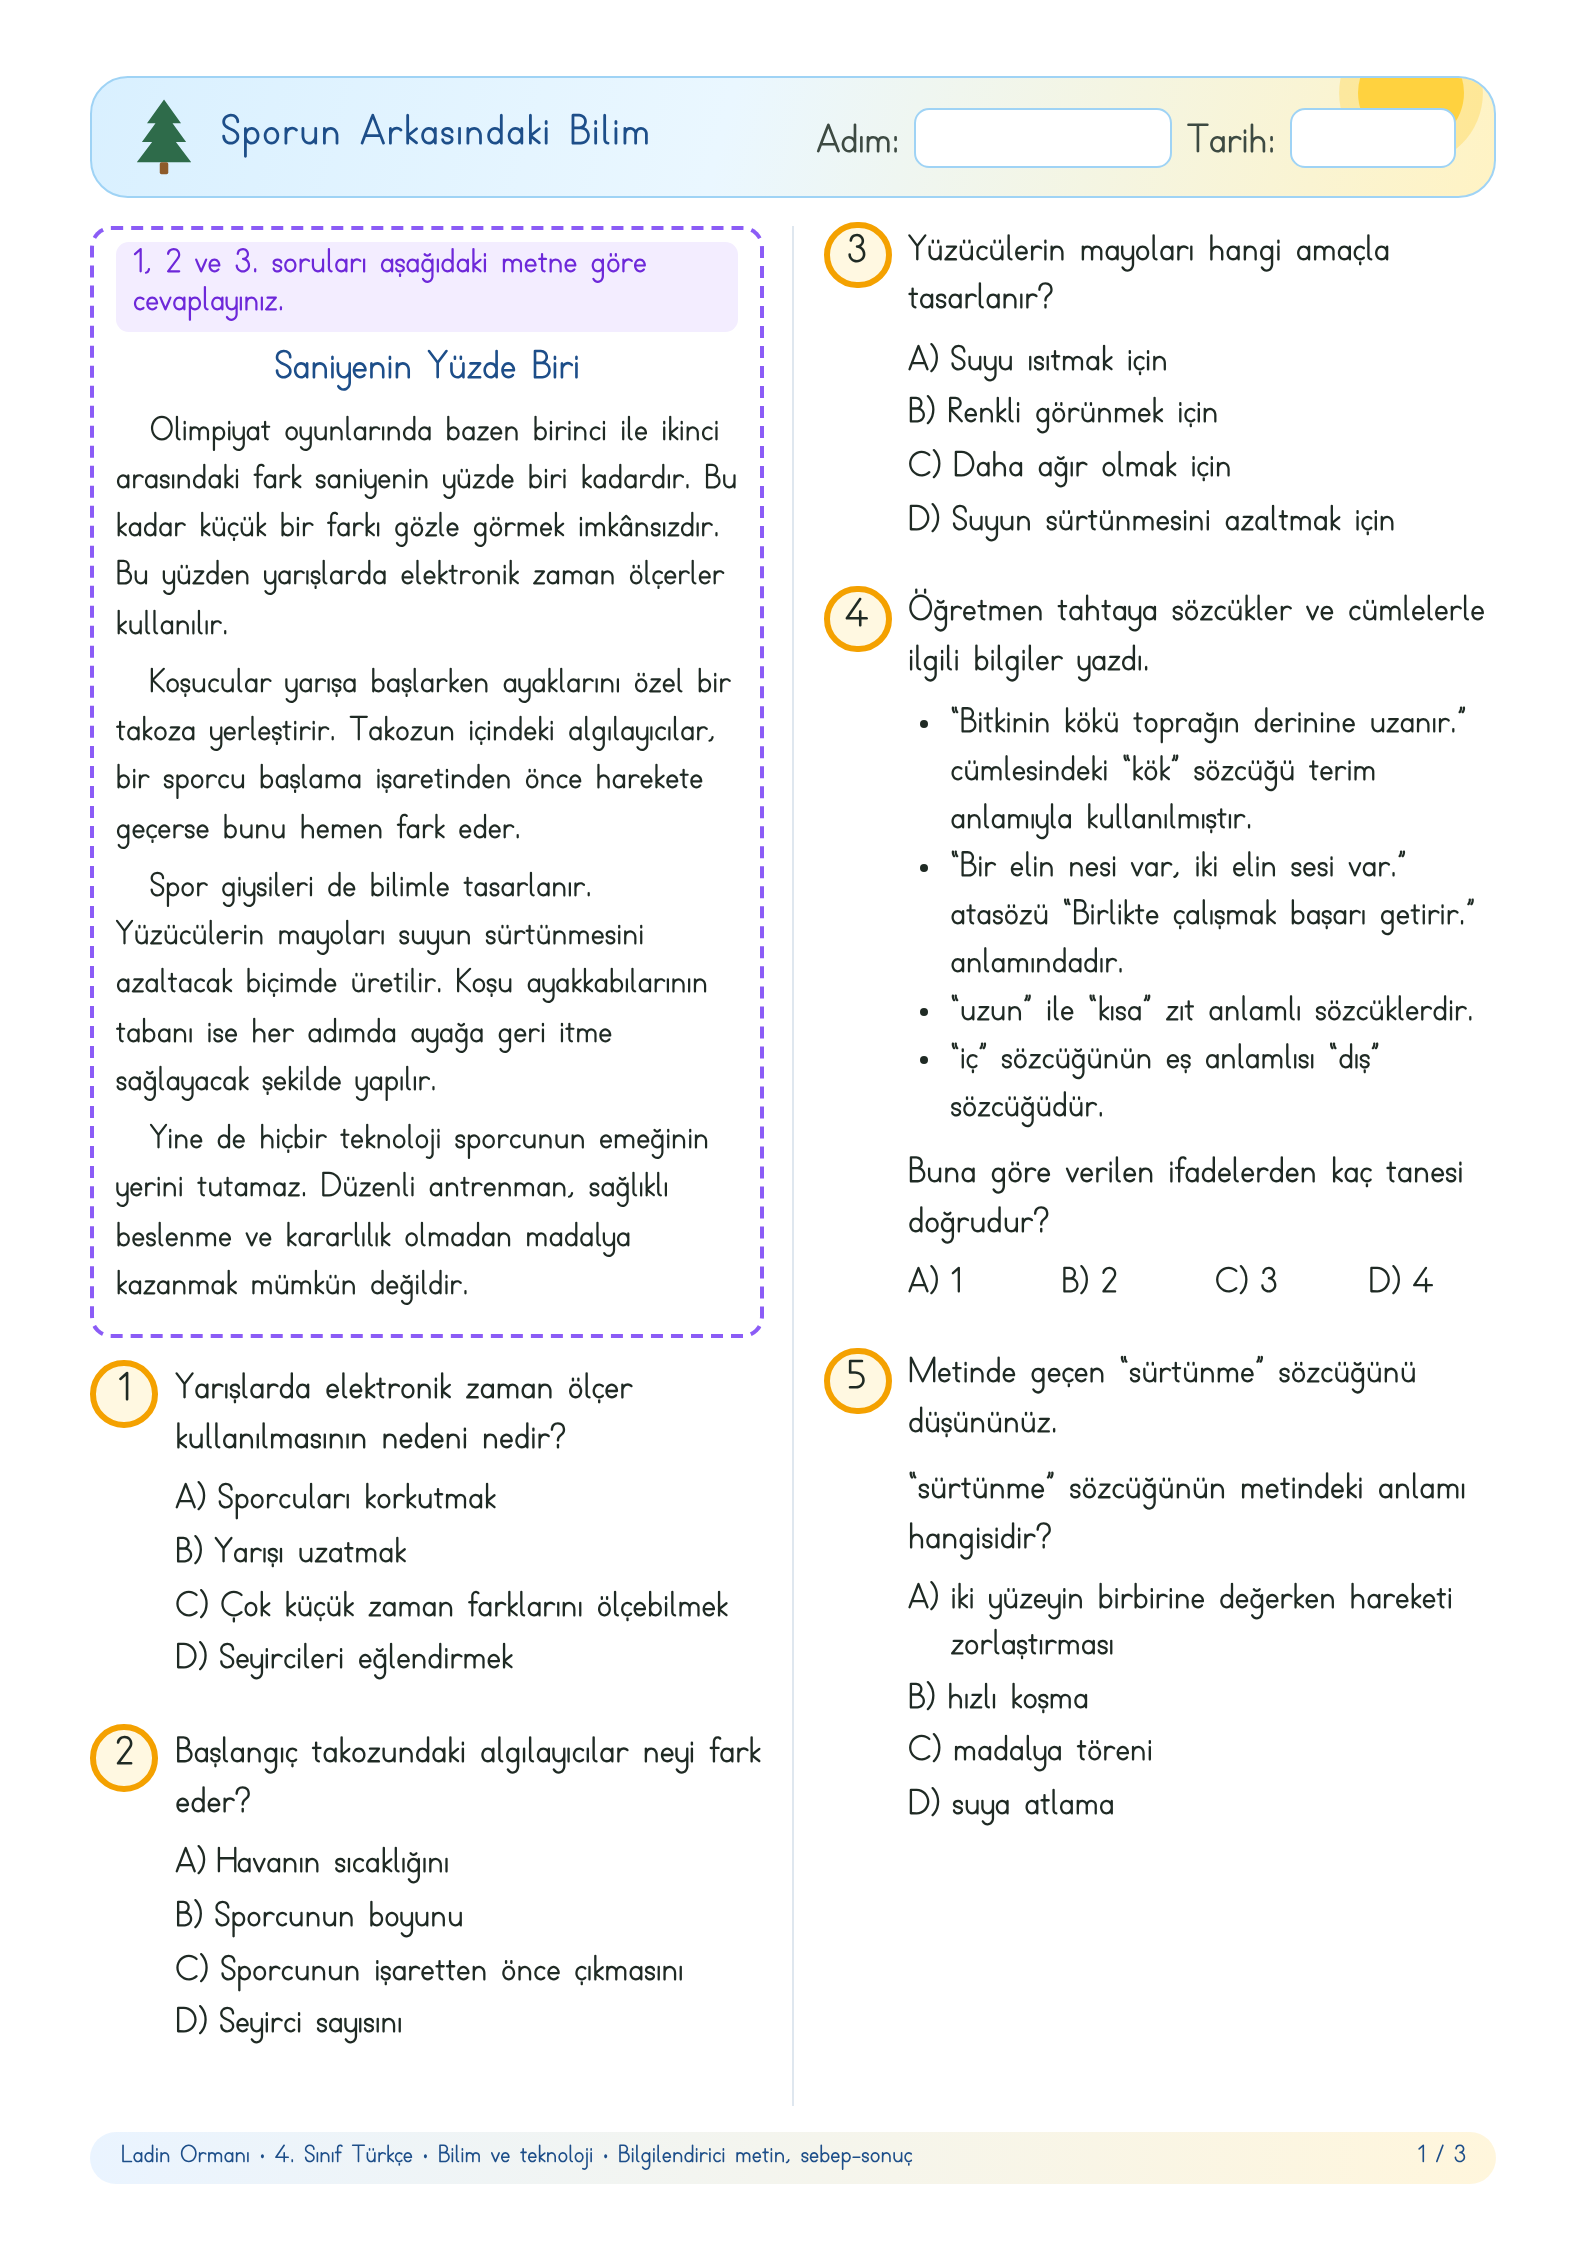 Sporun Arkasındaki Bilim
Adım:
Tarih:
1, 2 ve 3. soruları aşağıdaki metne göre
cevaplayınız.
Saniyenin Yüzde Biri
Olimpiyat oyunlarında bazen birinci ile ikinci
arasındaki fark saniyenin yüzde biri kadardır. Bu
kadar küçük bir farkı gözle görmek imkânsızdır.
Bu yüzden yarışlarda elektronik zaman ölçerler
kullanılır.
Koşucular yarışa başlarken ayaklarını özel bir
takoza yerleştirir. Takozun içindeki algılayıcılar,
bir sporcu başlama işaretinden önce harekete
geçerse bunu hemen fark eder.
Spor giysileri de bilimle tasarlanır.
Yüzücülerin mayoları suyun sürtünmesini
azaltacak biçimde üretilir. Koşu ayakkabılarının
tabanı ise her adımda ayağa geri itme
sağlayacak şekilde yapılır.
Yine de hiçbir teknoloji sporcunun emeğinin
yerini tutamaz. Düzenli antrenman, sağlıklı
beslenme ve kararlılık olmadan madalya
kazanmak mümkün değildir.
1
Yarışlarda elektronik zaman ölçer
kullanılmasının nedeni nedir?
A) Sporcuları korkutmak
B) Yarışı uzatmak
C) Çok küçük zaman farklarını ölçebilmek
D) Seyircileri eğlendirmek
2
Başlangıç takozundaki algılayıcılar neyi fark
eder?
A) Havanın sıcaklığını
B) Sporcunun boyunu
C) Sporcunun işaretten önce çıkmasını
D) Seyirci sayısını
3
Yüzücülerin mayoları hangi amaçla
tasarlanır?
A) Suyu ısıtmak için
B) Renkli görünmek için
C) Daha ağır olmak için
D) Suyun sürtünmesini azaltmak için
4
Öğretmen tahtaya sözcükler ve cümlelerle
ilgili bilgiler yazdı.
• “Bitkinin kökü toprağın derinine uzanır.”
cümlesindeki “kök” sözcüğü terim
anlamıyla kullanılmıştır.
• “Bir elin nesi var, iki elin sesi var.”
atasözü “Birlikte çalışmak başarı getirir.”
anlamındadır.
• “uzun” ile “kısa” zıt anlamlı sözcüklerdir.
• “iç” sözcüğünün eş anlamlısı “dış”
sözcüğüdür.
Buna göre verilen ifadelerden kaç tanesi
doğrudur?
A) 1 B) 2 C) 3 D) 4
5
Metinde geçen “sürtünme” sözcüğünü
düşününüz.
“sürtünme” sözcüğünün metindeki anlamı
hangisidir?
A) iki yüzeyin birbirine değerken hareketi
zorlaştırması
B) hızlı koşma
C) madalya töreni
D) suya atlama
Ladin Ormanı • 4. Sınıf Türkçe • Bilim ve teknoloji • Bilgilendirici metin, sebep-sonuç
1 / 3